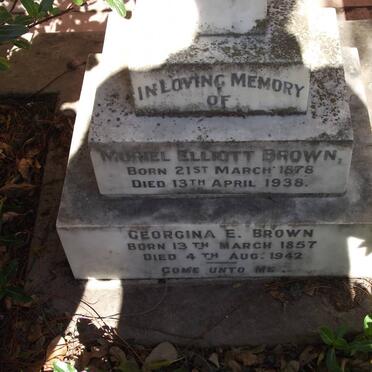 IN LOVING MEMORY
OF
MURIEL ELLIOTT BROWN,
BORN 21ST MARCH 1878
DIED 13TH APRIL 1938.
GEORGINA E. BROWN
BORN 13TH MARCH 1857
DIED 4TH AUG. 1942
COME UNTO ME.